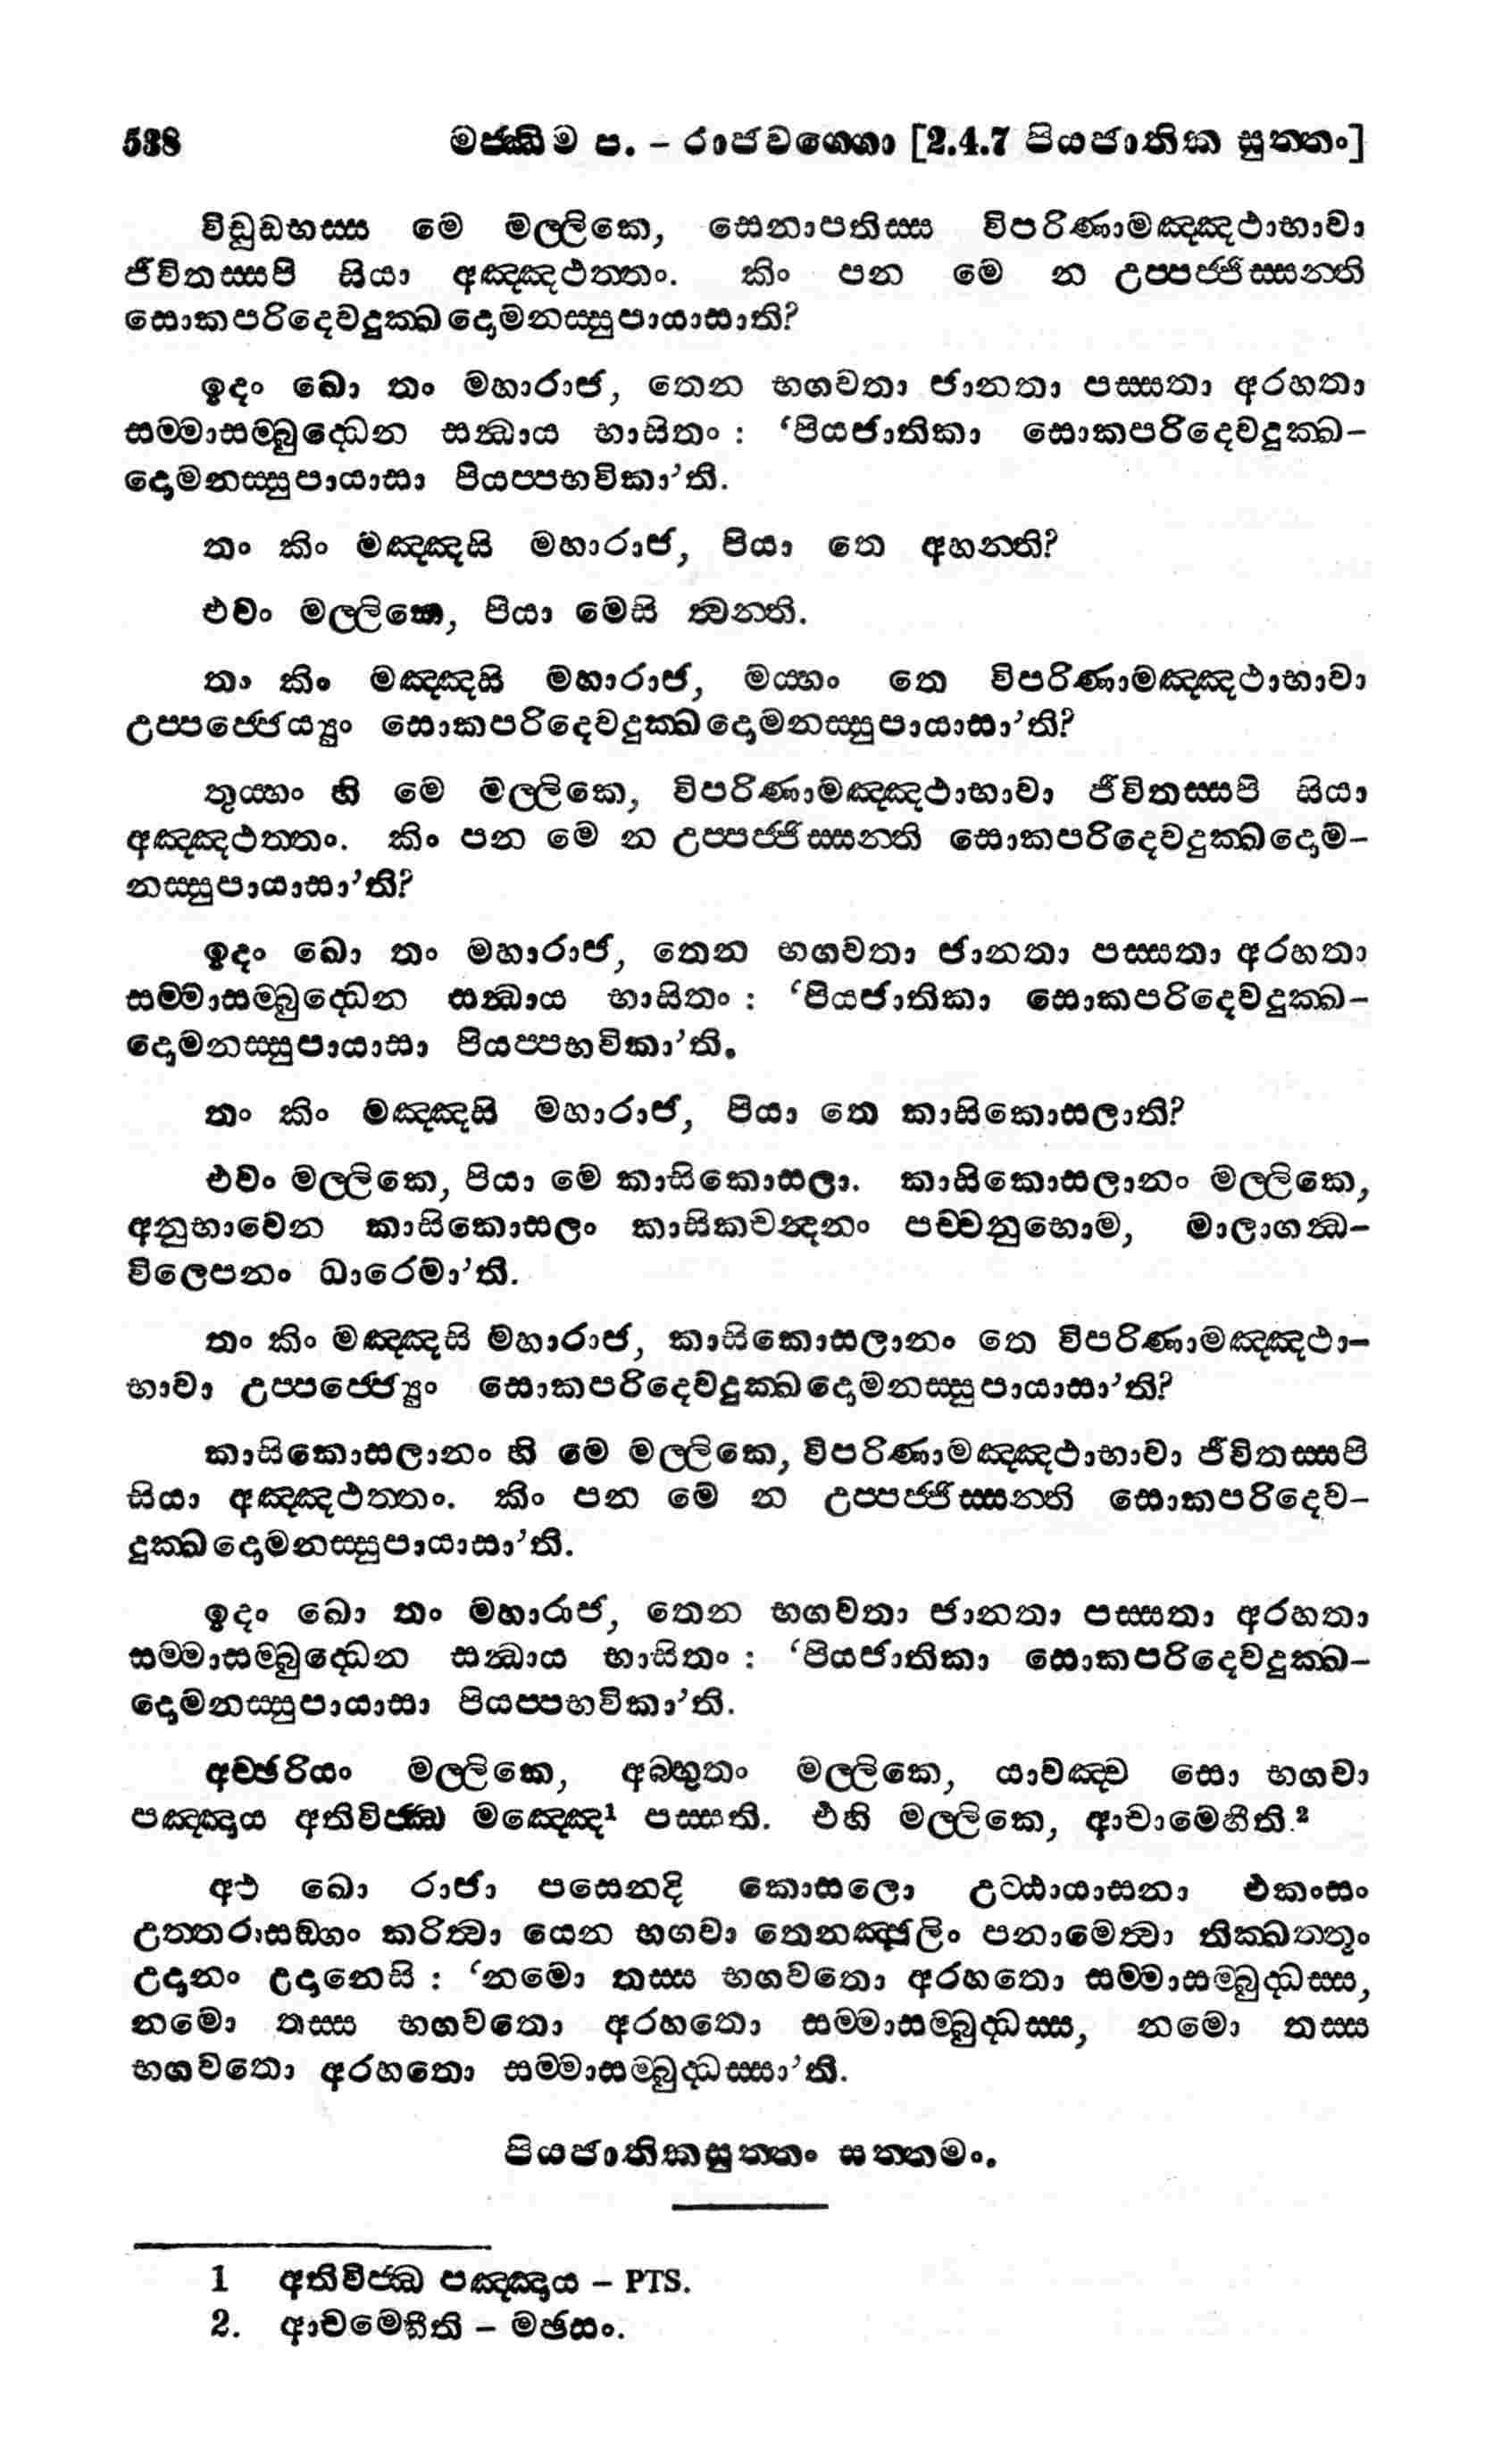 538 මජ්ඣිම ප. – රාජවග්ගො [2.4.7 පියජාතික සුත්තං]
විඩූඩභස්ස මෙ මල්ලිකෙ, සෙනාපතිස්ස විපරිණාමඤ්ඤථාභාවා
ජීවිතස්සපි සියා අඤ්ඤථත්තං. කිං පන මෙ න උප්පජ්ජිස්සන්ති
සොකපරිදෙවදුක්ඛදොමනස්සුපායාසාති?
ඉදං ඛො තං මහාරාජ, තෙන භගවතා ජානතා පස්සතා අරහතා
සම්මාසම්බුද්ධෙන සන්ධාය භාසිතං : ‘පියජාතිකා සොකපරිදෙවදුක්ඛ-
දොමනස්සුපායාසා පියප්පභවිකා’ති.
තං කිං මඤ්ඤසි මහාරාජ, පියා තෙ අහන්ති?
එවං මල්ලිකෙ, පියා මෙසි ත්වන්ති.
තං කිං මඤ්ඤසි මහාරාජ, මය්හං තෙ විපරිණාමඤ්ඤථාභාවා
උප්පජ්ජෙය්‍යුං සොකපරිදෙවදුක්ඛදොමනස්සුපායාසා’ති?
තුය්හං හි මෙ මල්ලිකෙ, විපරිණාමඤ්ඤථාභාවා ජීවිතස්සපි සියා
අඤ්ඤථත්තං. කිං පන මෙ න උප්පජ්ජිස්සන්ති සොකපරිදෙවදුක්ඛදොම-
නස්සුපායාසා’ති?
ඉදං ඛො තං මහාරාජ, තෙන භගවතා ජානතා පස්සතා අරහතා
සම්මාසම්බුද්ධෙන සන්ධාය භාසිතං : ‘පියජාතිකා සොකපරිදෙවදුක්ඛ-
දොමනස්සුපායාසා පියප්පභවිකා’ති.
තං කිං මඤ්ඤසි මහාරාජ, පියා තෙ කාසිකොසලාති?
එවං මල්ලිකෙ, පියා මෙ කාසිකොසලා. කාසිකොසලානං මල්ලිකෙ,
අනුභාවෙන කාසිකොසලං කාසිකචන්දනං පච්චනුභොම, මාලාගන්ධ-
විලෙපනං ධාරෙමා’ති.
තං කිං මඤ්ඤසි මහාරාජ, කාසිකොසලානං තෙ විපරිණාමඤ්ඤථා-
භාවා උප්පජ්ජෙය්‍යුං සොකපරිදෙවදුක්ඛදොමනස්සුපායාසා’ති?
කාසිකොසලානං හි මෙ මල්ලිකෙ, විපරිණාමඤ්ඤථාභාවා ජීවිතස්සපි
සියා අඤ්ඤථත්තං. කිං පන මෙ න උප්පජ්ජිස්සන්ති සොකපරිදෙව-
දුක්ඛදොමනස්සුපායාසා’ති.
ඉදං ඛො තං මහාරාජ, තෙන භගවතා ජානතා පස්සතා අරහතා
සම්මාසම්බුද්ධෙන සන්ධාය භාසිතං : ‘පියජාතිකා සොකපරිදෙවදුක්ඛ-
දොමනස්සුපායාසා පියප්පභවිකා’ති.
අච්ඡරියං මල්ලිකෙ, අබ්භුතං මල්ලිකෙ, යාවඤ්ච සො භගවා
පඤ්ඤාය අතිවිජ්ඣ මඤ්ඤෙ¹ පස්සති. එහි මල්ලිකෙ, ආචාමෙහීති.²
අථ ඛො රාජා පසෙනදි කොසලො උට්ඨායාසනා එකංසං
උත්තරාසඞ්ගං කරිත්වා යෙන භගවා තෙනඤ්ජලිං පනාමෙත්වා තික්ඛත්තුං
උදානං උදානෙසි : ‘නමො තස්ස භගවතො අරහතො සම්මාසම්බුද්ධස්ස,
නමො තස්ස භගවතො අරහතො සම්මාසම්බුද්ධස්ස, නමො තස්ස
භගවතො අරහතො සම්මාසම්බුද්ධස්සා’ති.
පියජාතිකසුත්තං සත්තමං.
1 අතිවිජ්ඣ පඤ්ඤාය – PTS.
2. ආචමෙහීති – මඡසං.